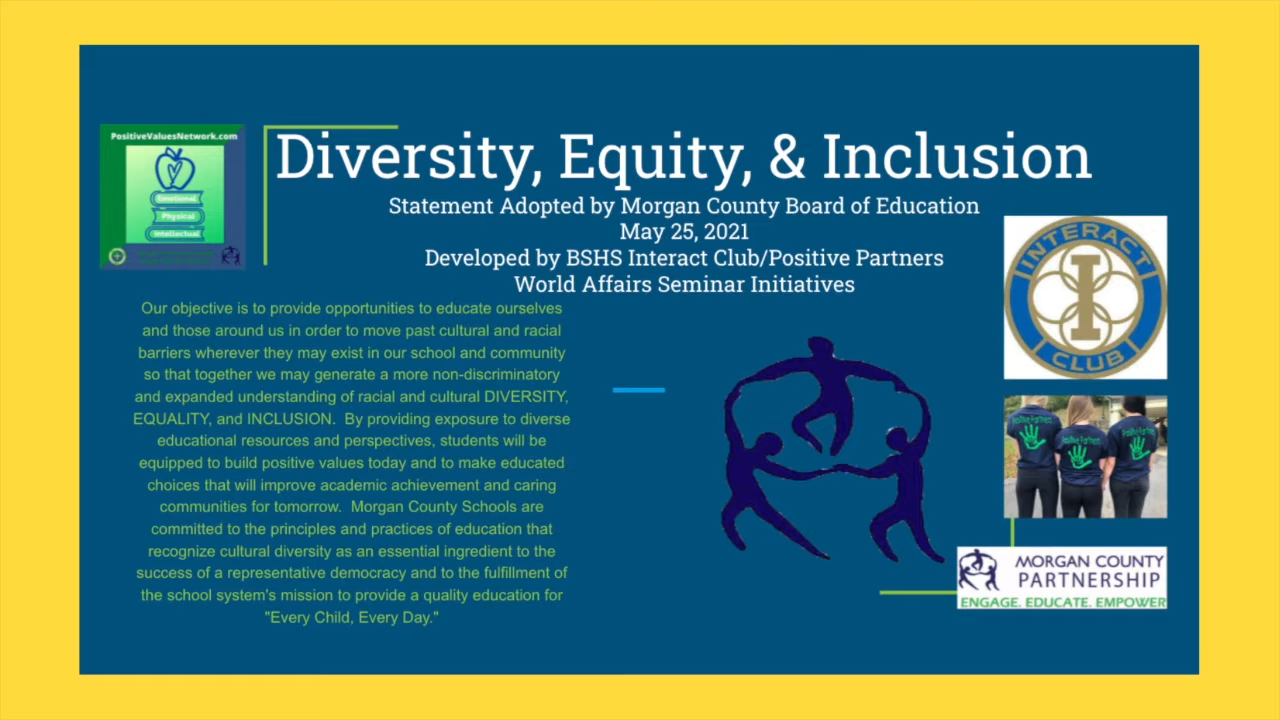 PositiveValuesNetwork.com
Emotional
Physical
Intellectual
Diversity, Equity, & Inclusion
Statement Adopted by Morgan County Board of Education
May 25, 2021
Developed by BSHS Interact Club/Positive Partners
World Affairs Seminar Initiatives
Our objective is to provide opportunities to educate ourselves
and those around us in order to move past cultural and racial
barriers wherever they may exist in our school and community
so that together we may generate a more non-discriminatory
and expanded understanding of racial and cultural DIVERSITY,
EQUALITY, and INCLUSION.  By providing exposure to diverse
educational resources and perspectives, students will be
equipped to build positive values today and to make educated
choices that will improve academic achievement and caring
communities for tomorrow.  Morgan County Schools are
committed to the principles and practices of education that
recognize cultural diversity as an essential ingredient to the
success of a representative democracy and to the fulfillment of
the school system's mission to provide a quality education for
"Every Child, Every Day."
INTERACT
I
CLUB
Positive Partners
Positive Partners
Positive Partners
MORGAN COUNTY
PARTNERSHIP
ENGAGE. EDUCATE. EMPOWER